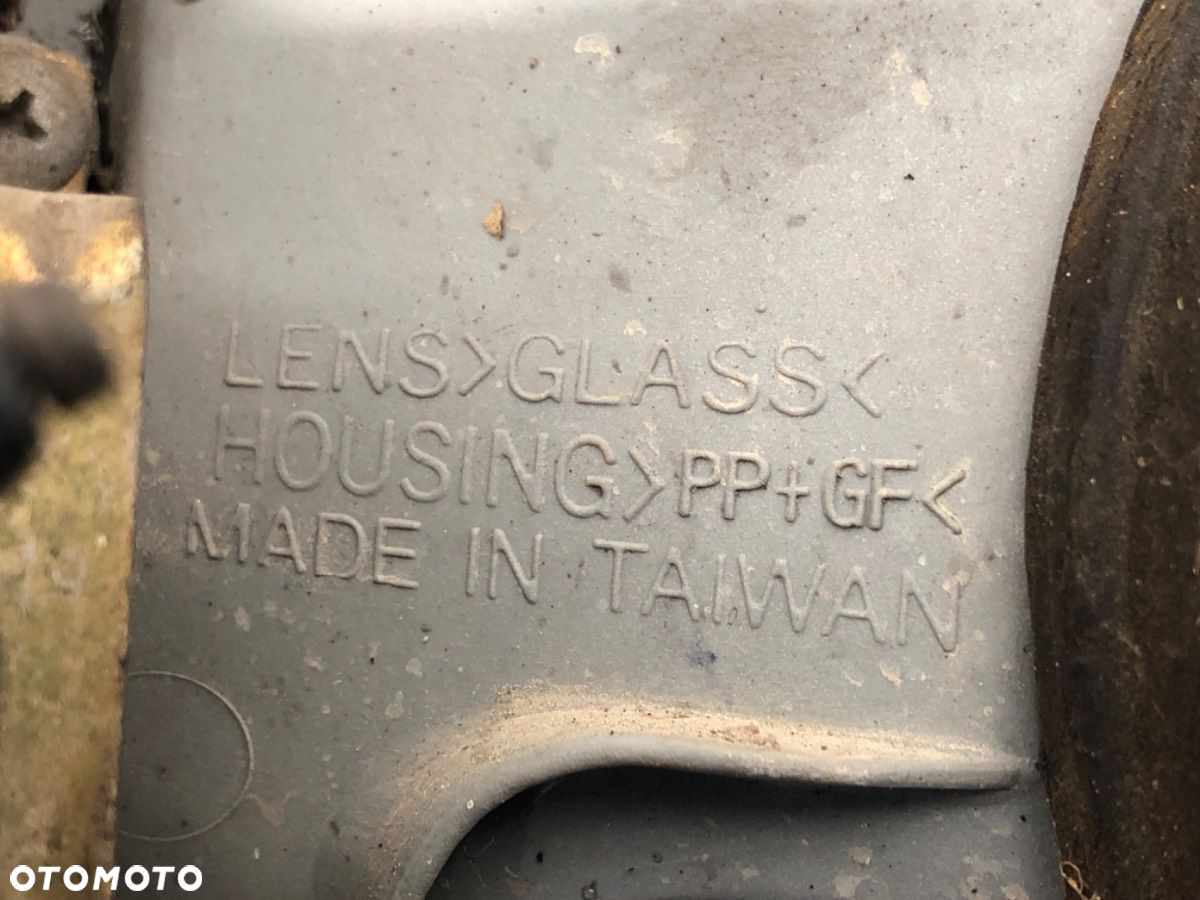 LENS>GLASS<
HOUSING>PP+GF<
MADE IN TAIWAN
OTOMOTO